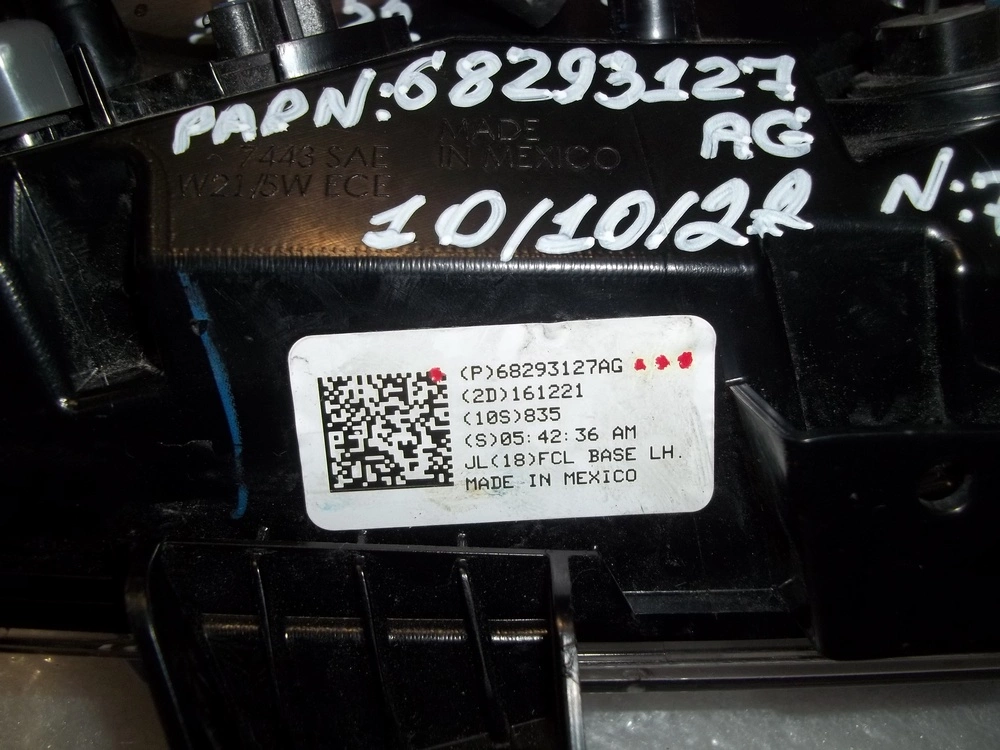 PARN:68293127
AG
10/10/22
N:7
7443 SAE
W21/5W ECE
MADE
IN MEXICO
(P)68293127AG
(2D)161221
(10S)835
(S)05:42:36 AM
JL(18)FCL BASE LH.
MADE IN MEXICO